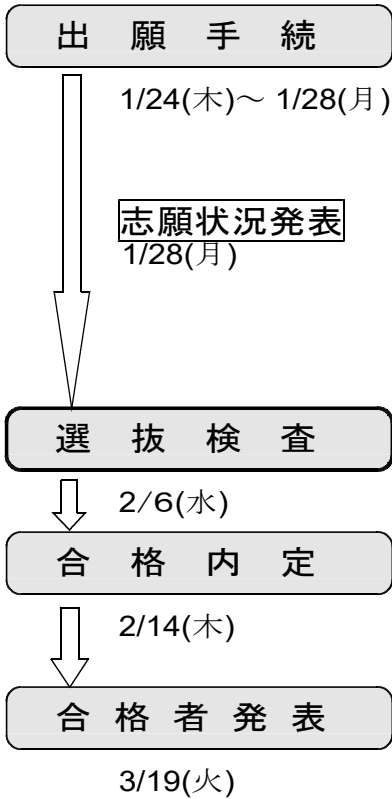 出願手続
1/24(木)～ 1/28(月)
志願状況発表
1/28(月)
選抜検査
2/6(水)
合格内定
2/14(木)
合格者発表
3/19(火)